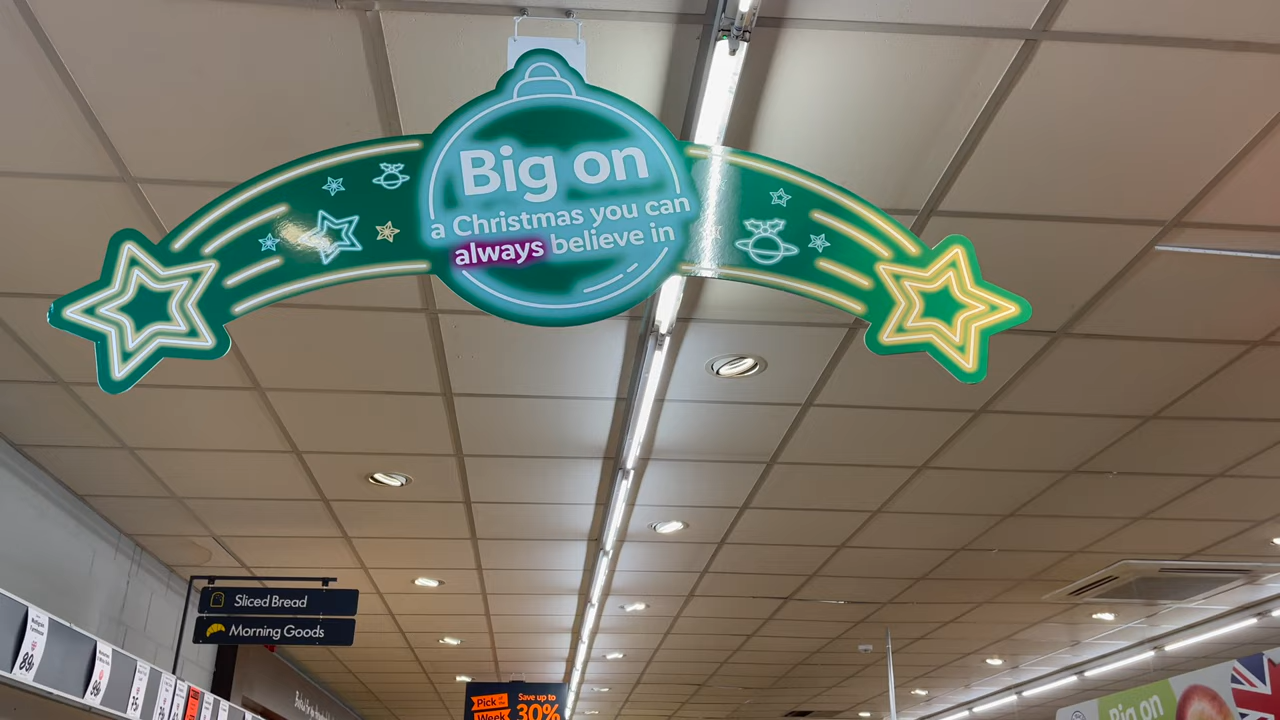 Big on
a Christmas you can
always believe in
Sliced Bread
Morning Goods
Pick of the
Week
Save up to
30%
Big on
89p